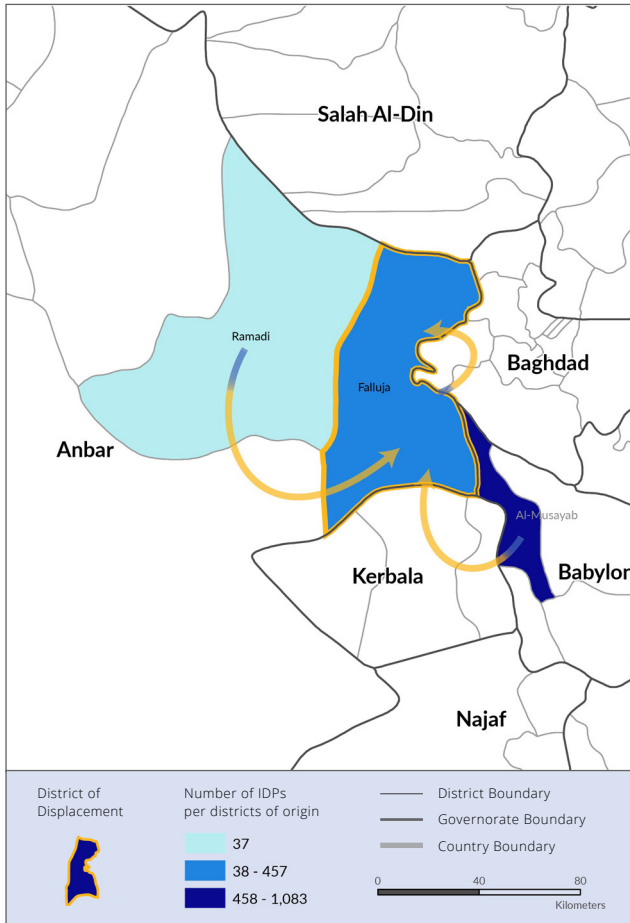 Salah Al-Din
Ramadi
Baghdad
Falluja
Anbar
Al-Musayab
Kerbala
Babylon
Najaf
District of
Displacement
Number of IDPs
per districts of origin
37
38 - 457
458 - 1,083
District Boundary
Governorate Boundary
Country Boundary
0
40
80
Kilometers